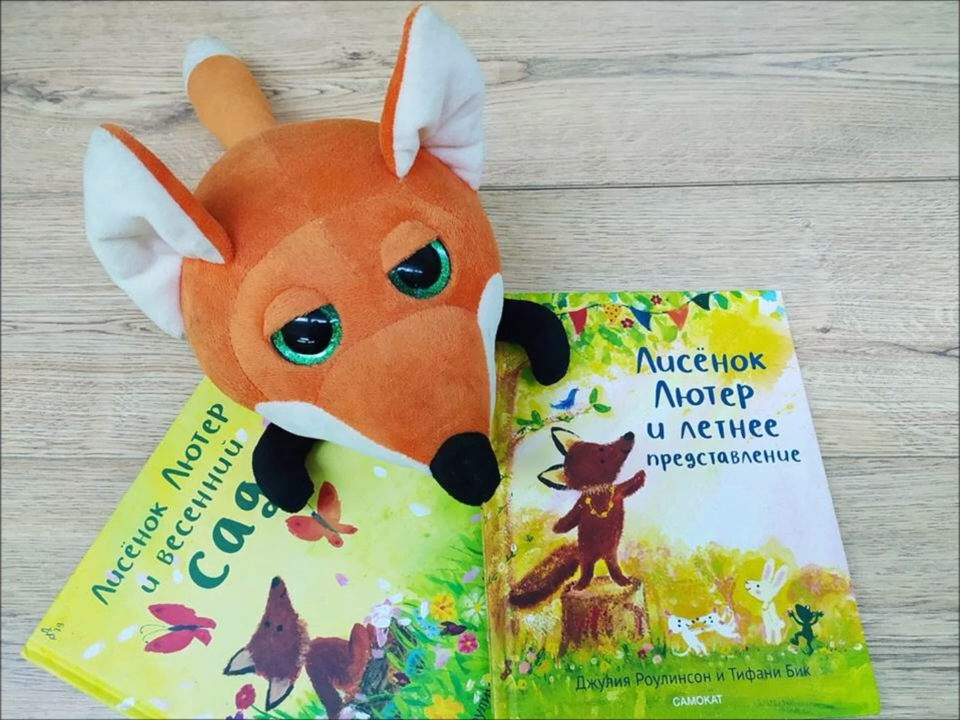 Лисёнок Лютер
и весенний
сад
Лисёнок
Лютер
и летнее
представление
Джулия Роулинсон и Тифани Бик
САМОКАТ